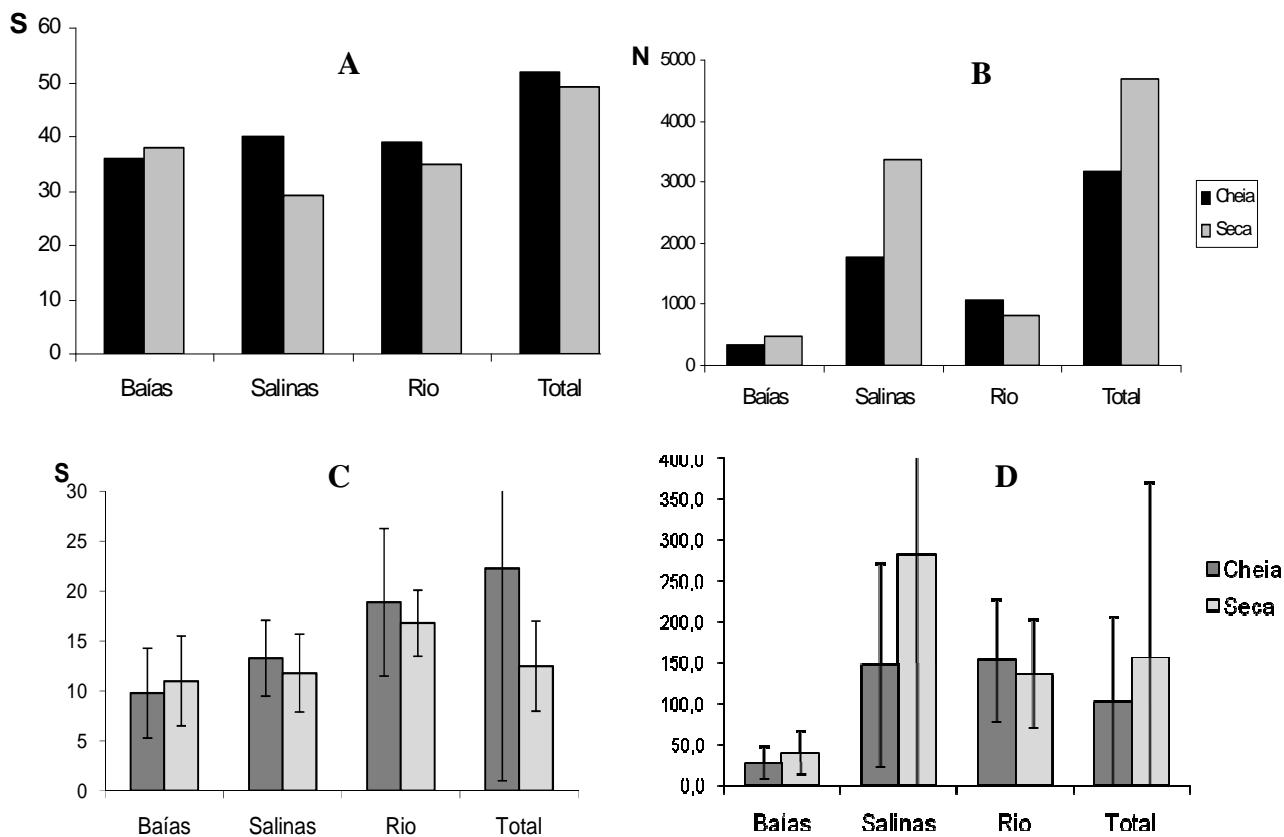 S
A
60
50
40
30
20
10
0
Baías Salinas Rio Total
N
B
5000
4000
3000
2000
1000
0
Baías Salinas Rio Total
Cheia
Seca
S
C
30
25
20
15
10
5
0
Baías Salinas Rio Total
D
400,0
350,0
300,0
250,0
200,0
150,0
100,0
50,0
0,0
Baías Salinas Rio Total
Cheia
Seca